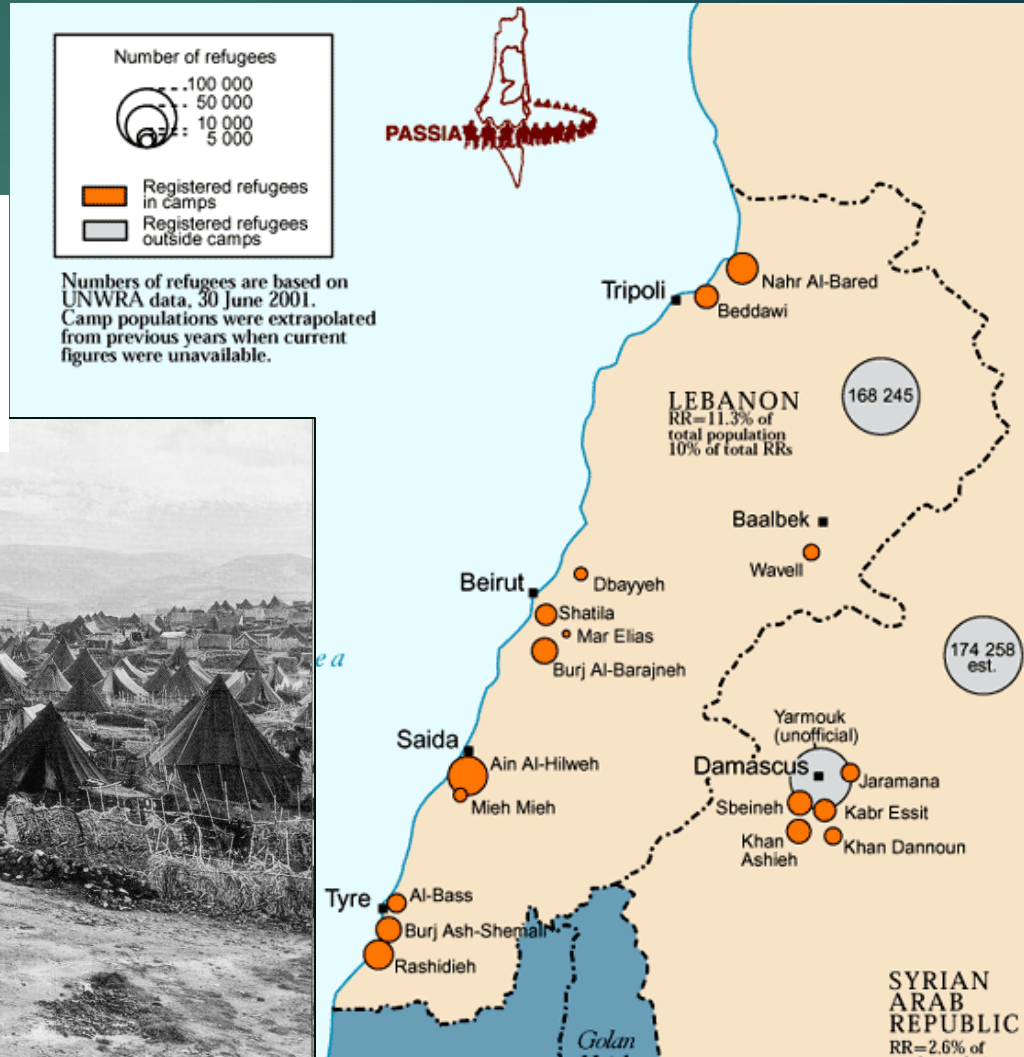 Number of refugees
100 000
50 000
10 000
5 000
Registered refugees
in camps
Registered refugees
outside camps
PASSIA
Numbers of refugees are based on
UNWRA data, 30 June 2001.
Camp populations were extrapolated
from previous years when current
figures were unavailable.
Tripoli
Nahr Al-Bared
Beddawi
LEBANON
RR=11.3% of
total population
10% of total RRs
168 245
Baalbek
Wavell
Beirut
Dbayyeh
Shatila
Mar Elias
Burj Al-Barajneh
e a
174 258
est.
Saida
Ain Al-Hilweh
Mieh Mieh
Yarmouk
(unofficial)
Damascus
Jaramana
Sbeineh
Kabr Essit
Khan
Ashieh
Khan Dannoun
Tyre
Al-Bass
Burj Ash-Shemali
Rashidieh
Golan
SYRIAN
ARAB
REPUBLIC
RR=2.6% of